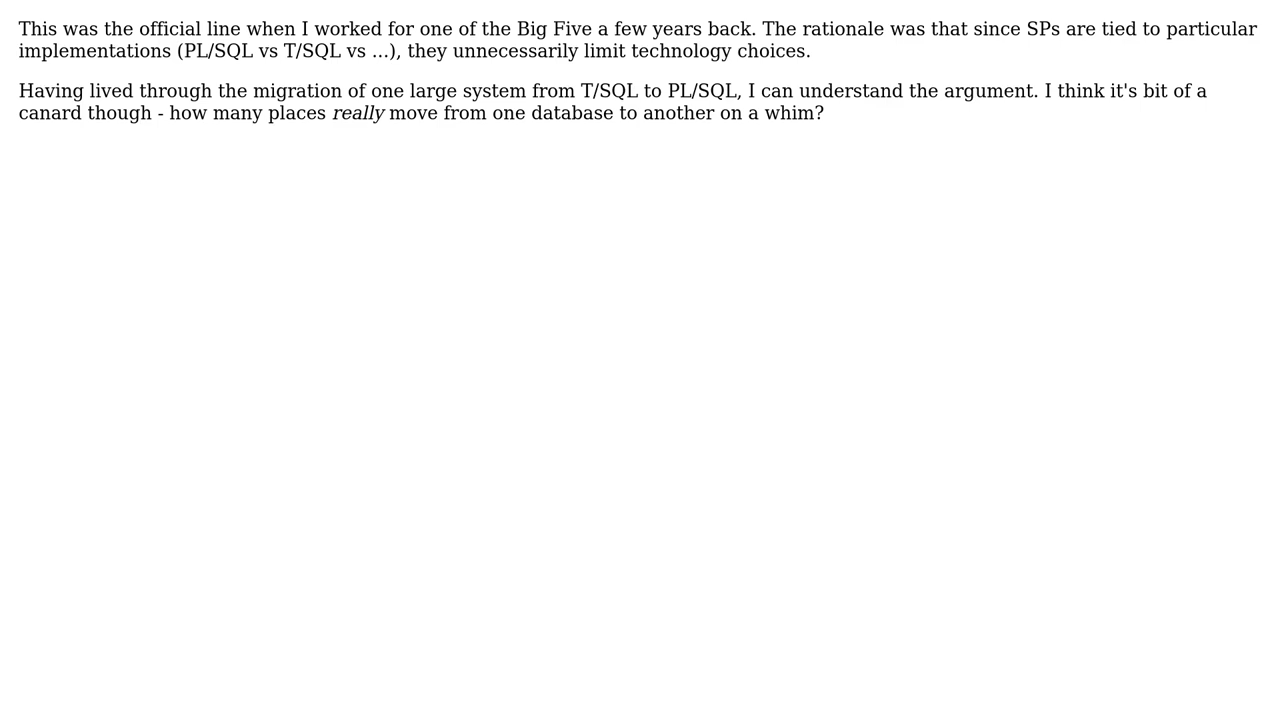 This was the official line when I worked for one of the Big Five a few years back. The rationale was that since SPs are tied to particular
implementations (PL/SQL vs T/SQL vs ...), they unnecessarily limit technology choices.
Having lived through the migration of one large system from T/SQL to PL/SQL, I can understand the argument. I think it's bit of a
canard though - how many places really move from one database to another on a whim?